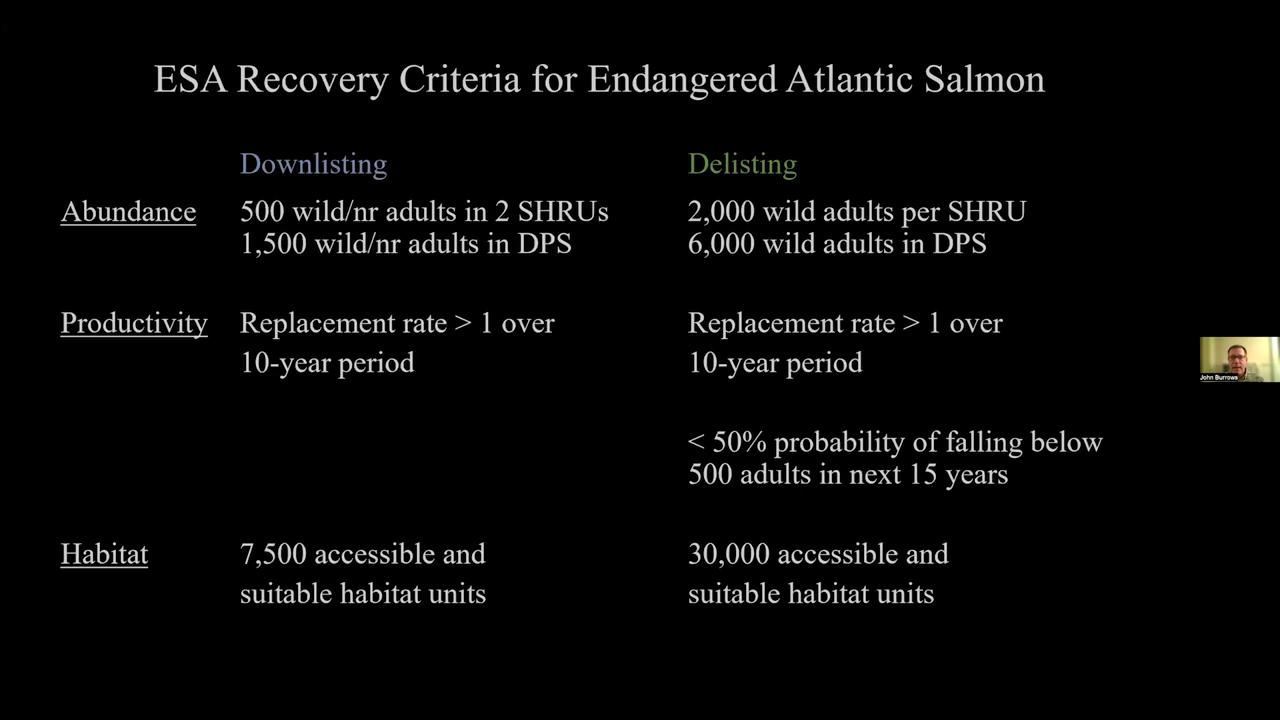 ESA Recovery Criteria for Endangered Atlantic Salmon
Downlisting
Delisting
Abundance
500 wild/nr adults in 2 SHRUs
2,000 wild adults per SHRU
1,500 wild/nr adults in DPS
6,000 wild adults in DPS
Productivity
Replacement rate > 1 over
Replacement rate > 1 over
10-year period
10-year period
John Burrows
< 50% probability of falling below
500 adults in next 15 years
Habitat
7,500 accessible and
30,000 accessible and
suitable habitat units
suitable habitat units